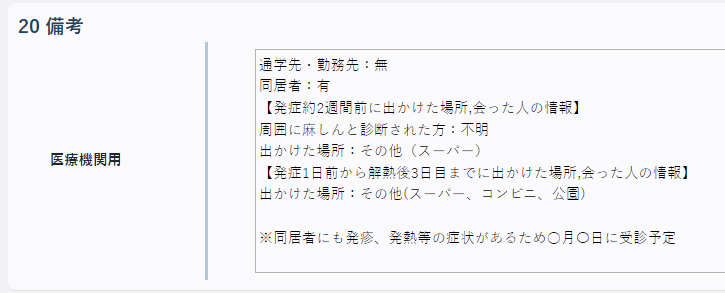 20 備考
医療機関用
通学先・勤務先：無
同居者：有
【発症約2週間前に出かけた場所,会った人の情報】
周囲に麻しんと診断された方：不明
出かけた場所：その他（スーパー）
【発症1日前から解熱後3日目までに出かけた場所,会った人の情報】
出かけた場所：その他(スーパー、コンビニ、公園)
※同居者にも発疹、発熱等の症状があるため〇月〇日に受診予定